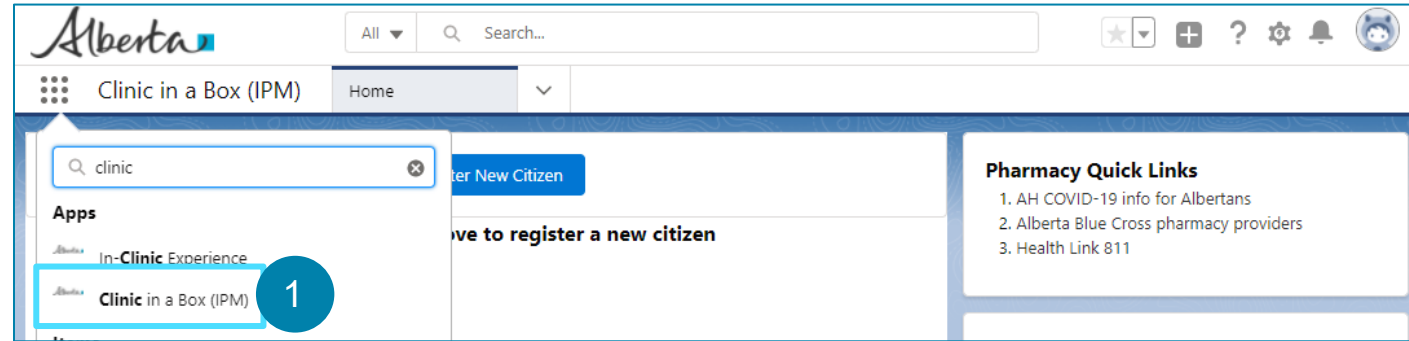 Alberta
All
Search...
Clinic in a Box (IPM)
Home
clinic
ter New Citizen
Apps
In-Clinic Experience
Clinic in a Box (IPM)
1
ove to register a new citizen
Pharmacy Quick Links
1. AH COVID-19 info for Albertans
2. Alberta Blue Cross pharmacy providers
3. Health Link 811